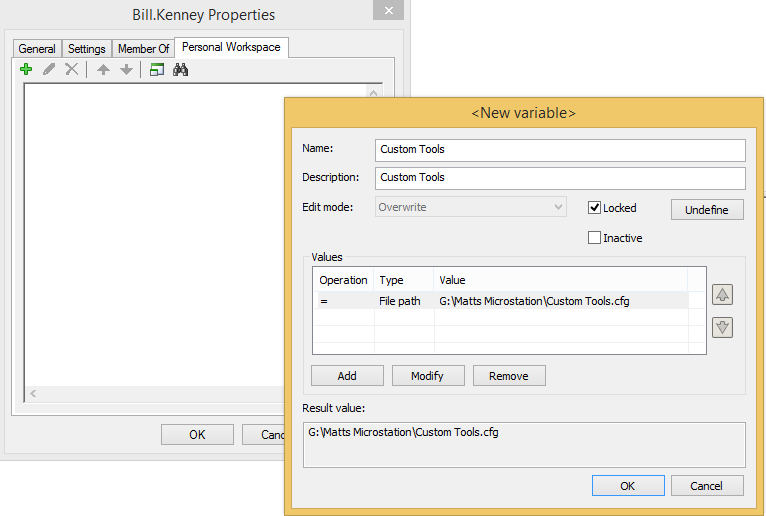 Bill.Kenney Properties
General
Settings
Member Of
Personal Workspace
<New variable>
Name:
Custom Tools
Description:
Custom Tools
Edit mode:
Overwrite
Locked
Undefine
Inactive
Values
Operation Type Value
= File path G:\Matts Microstation\Custom Tools.cfg
Add
Modify
Remove
Result value:
G:\Matts Microstation\Custom Tools.cfg
OK
Cancel
OK
Canc